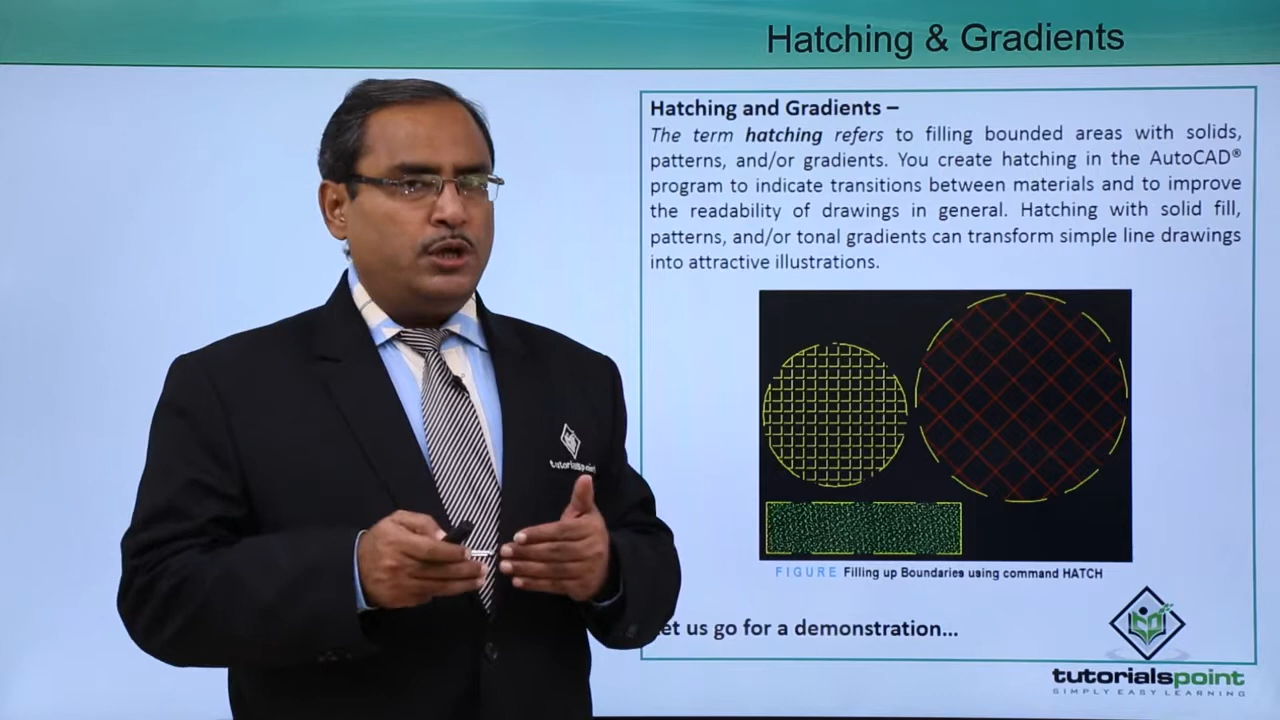 Hatching & Gradients
Hatching and Gradients –
The term hatching refers to filling bounded areas with solids,
patterns, and/or gradients. You create hatching in the AutoCAD®
program to indicate transitions between materials and to improve
the readability of drawings in general. Hatching with solid fill,
patterns, and/or tonal gradients can transform simple line drawings
into attractive illustrations.
FIGURE Filling up Boundaries using command HATCH
et us go for a demonstration...
tutorialspoint
SIMPLY EASY LEARNING
tutorialspoint